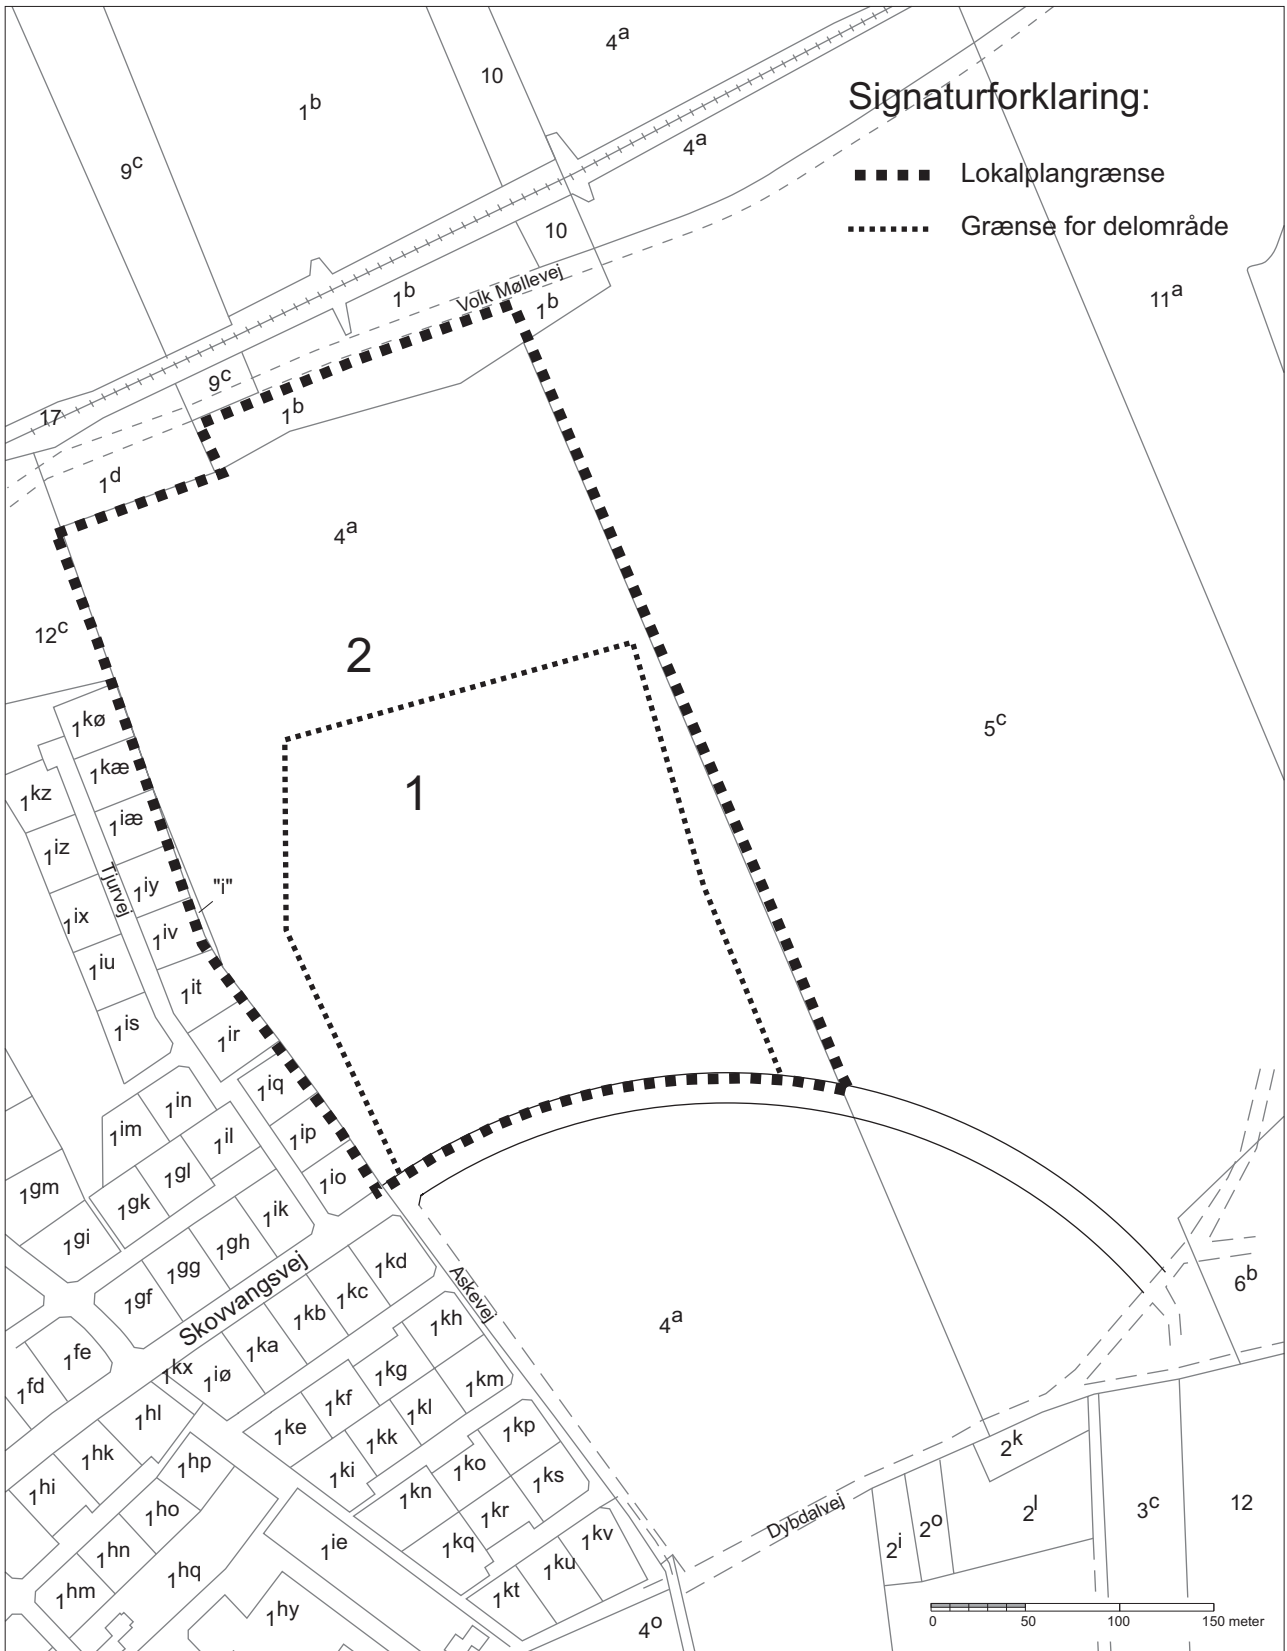 4a
10
1b
Signaturforklaring:
4a
9c
Lokalplangrænse
Grænse for delområde
10
Volk Møllevej
1b
11a
1b
9c
1b
17
1d
4a
12c
2
1kø
5c
1kæ
1kz
1
1iæ
1iz
Tjurvej
"i"
1iy
1ix
1iv
1iu
1it
1is
1ir
1iq
1in
1im
1ip
1il
1gl
1io
1gm
1gk
1ik
1gi
1gh
1gg
1kd
6b
1gf
1kc
Askevej
Skovvangsvej
1kb
4a
1kh
1ka
1fe
1kx
1iø
1kg
1fd
1km
1kf
1hl
1kl
1ke
1kp
1kk
2k
1hk
1hp
1ko
1ki
1ks
1hi
1kn
12
3c
2l
1ho
1kr
Dybdalvej
2o
1kv
1ie
1kq
1hn
2i
1ku
1hq
1hm
1kt
1hy
4o
0 50 100 150 meter